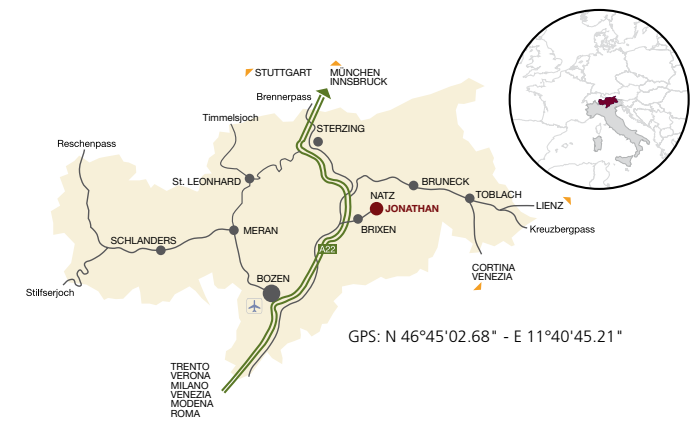 STUTTGART
MÜNCHEN
INNSBRUCK
Brennerpass
Timmelsjoch
STERZING
Reschenpass
St. LEONHARD
BRUNECK
NATZ
TOBLACH
JONATHAN
LIENZ
BRIXEN
Kreuzbergpass
MERAN
SCHLANDERS
A22
CORTINA
VENEZIA
BOZEN
Stilfserjoch
GPS: N 46°45'02.68" - E 11°40'45.21"
TRENTO
VERONA
MILANO
VENEZIA
MODENA
ROMA